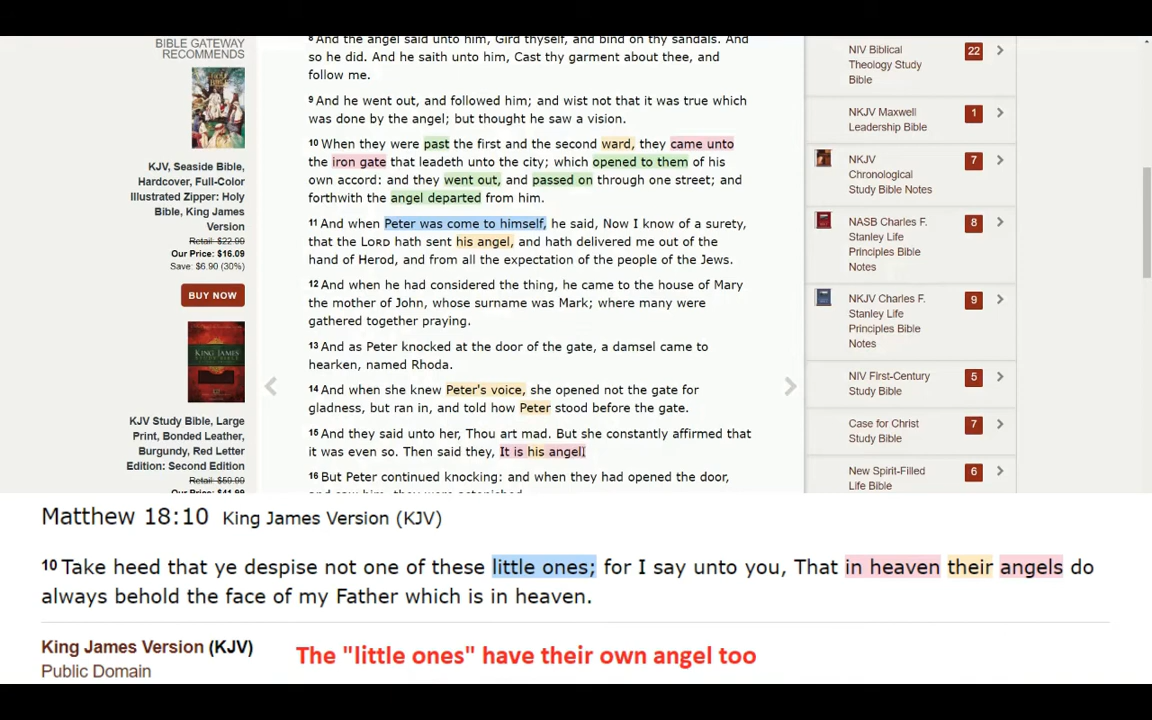 BIBLE GATEWAY
RECOMMENDS
KJV, Seaside Bible,
Hardcover, Full-Color
Illustrated Zipper: Holy
Bible, King James
Version
Retail: $22.99
Our Price: $16.09
Save: $6.90 (30%)
BUY NOW
KJV Study Bible, Large
Print, Bonded Leather,
Burgundy, Red Letter
Edition: Second Edition
Retail: $59.99
Our Price: $41.99
8 And the angel said unto him, Gird thyself, and bind on thy sandals. And
so he did. And he saith unto him, Cast thy garment about thee, and
follow me.
9 And he went out, and followed him; and wist not that it was true which
was done by the angel; but thought he saw a vision.
10 When they were past the first and the second ward, they came unto
the iron gate that leadeth unto the city; which opened to them of his
own accord: and they went out, and passed on through one street; and
forthwith the angel departed from him.
11 And when Peter was come to himself, he said, Now I know of a surety,
that the LORD hath sent his angel, and hath delivered me out of the
hand of Herod, and from all the expectation of the people of the Jews.
12 And when he had considered the thing, he came to the house of Mary
the mother of John, whose surname was Mark; where many were
gathered together praying.
13 And as Peter knocked at the door of the gate, a damsel came to
hearken, named Rhoda.
14 And when she knew Peter's voice, she opened not the gate for
gladness, but ran in, and told how Peter stood before the gate.
15 And they said unto her, Thou art mad. But she constantly affirmed that
it was even so. Then said they, It is his angel.
16 But Peter continued knocking: and when they had opened the door,
and saw him, they were astonished.
NIV Biblical
Theology Study
Bible
22
NKJV Maxwell
Leadership Bible
1
NKJV
Chronological
Study Bible Notes
7
NASB Charles F.
Stanley Life
Principles Bible
Notes
8
NKJV Charles F.
Stanley Life
Principles Bible
Notes
9
NIV First-Century
Study Bible
5
Case for Christ
Study Bible
7
New Spirit-Filled
Life Bible
6
Matthew 18:10 King James Version (KJV)
10 Take heed that ye despise not one of these little ones; for I say unto you, That in heaven their angels do
always behold the face of my Father which is in heaven.
King James Version (KJV)
Public Domain
The "little ones" have their own angel too